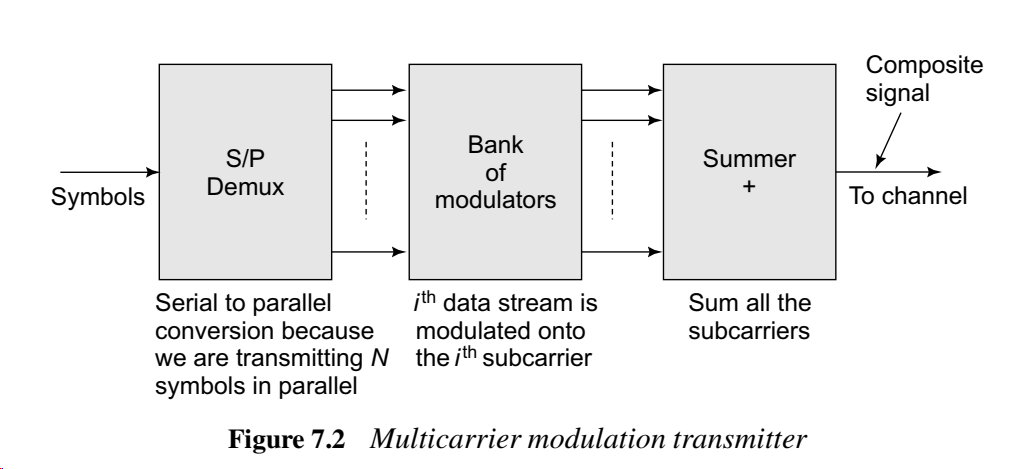 Composite
signal
S/P
Demux
Bank
of
modulators
Summer
+
Symbols
To channel
Serial to parallel
conversion because
we are transmitting N
symbols in parallel
iᵗʰ data stream is
modulated onto
the iᵗʰ subcarrier
Sum all the
subcarriers
Figure 7.2 Multicarrier modulation transmitter